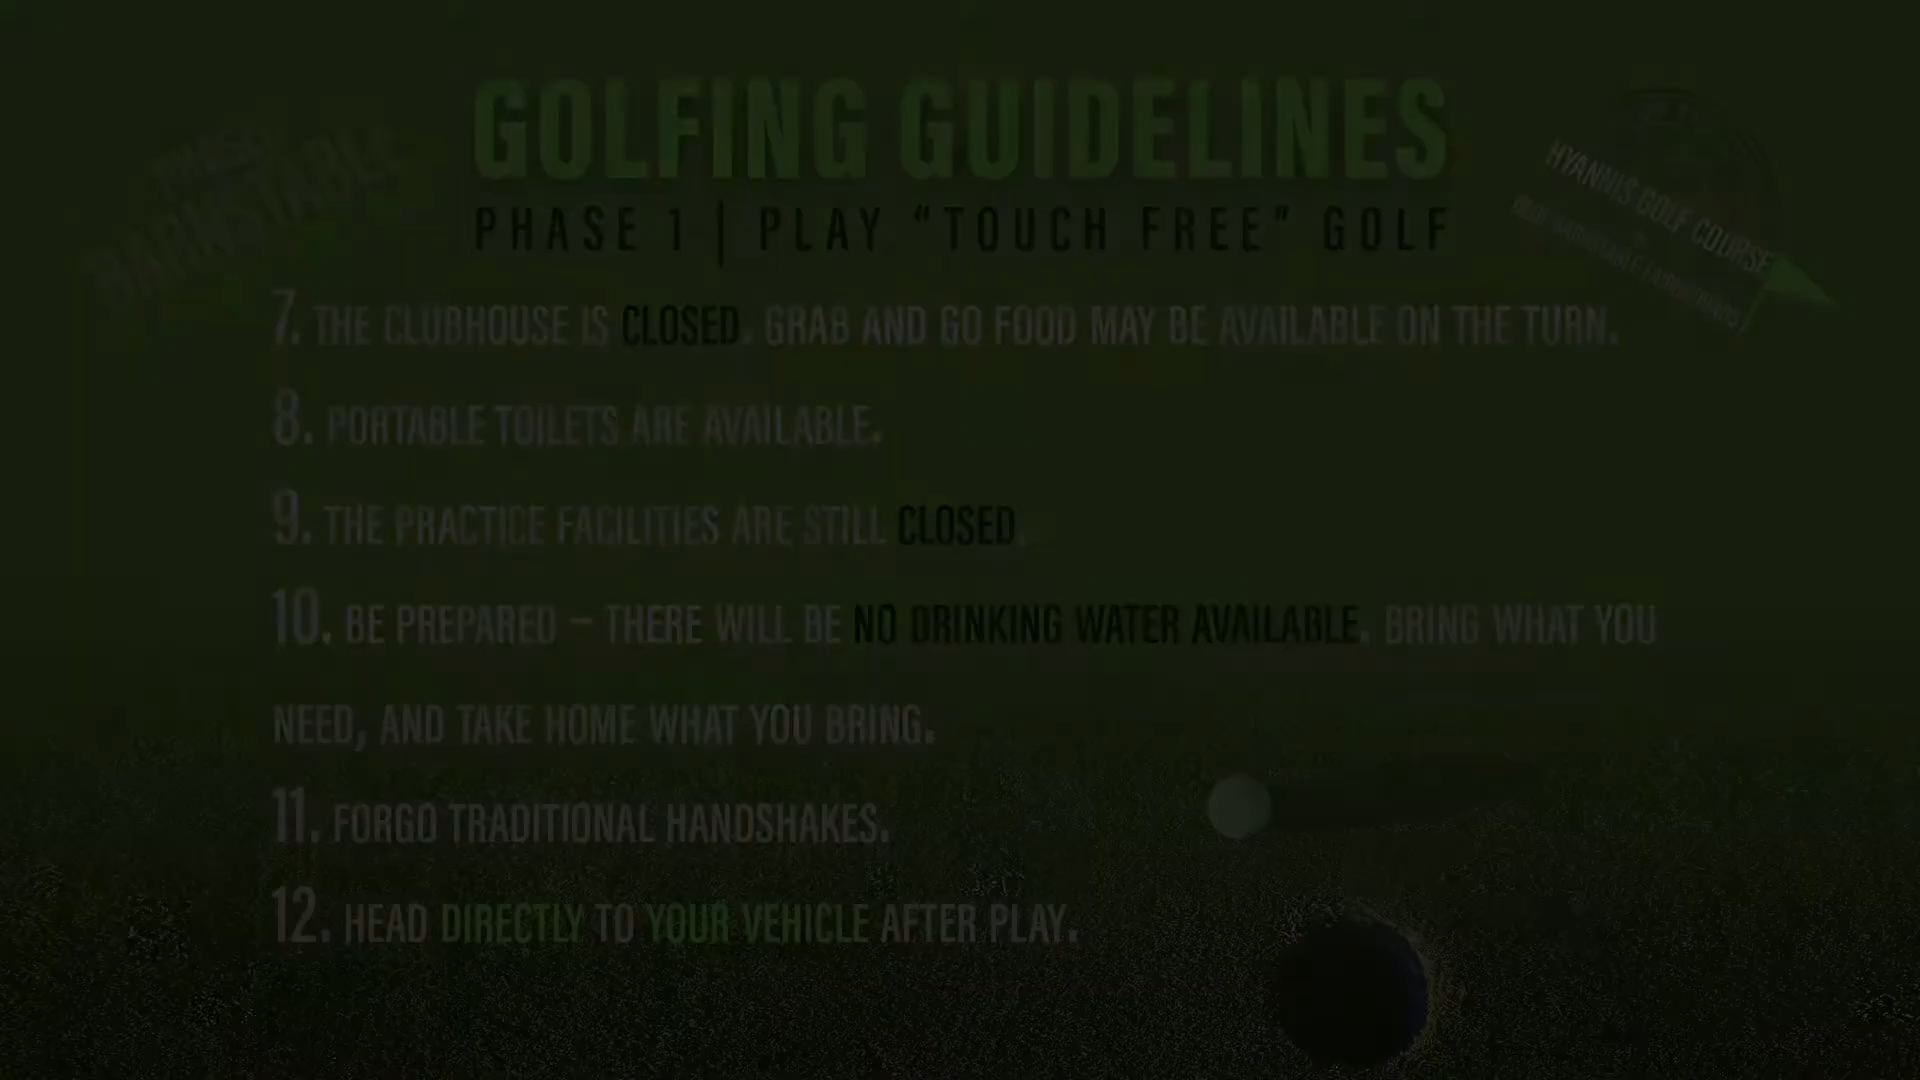 GOLFING GUIDELINES
PHASE 1 | PLAY “TOUCH FREE” GOLF
BARNSTABLE
HYANNIS GOLF COURSE
7. THE CLUBHOUSE IS CLOSED. GRAB AND GO FOOD MAY BE AVAILABLE ON THE TURN.
8. PORTABLE TOILETS ARE AVAILABLE.
9. THE PRACTICE FACILITIES ARE STILL CLOSED.
10. BE PREPARED – THERE WILL BE NO DRINKING WATER AVAILABLE. BRING WHAT YOU
NEED, AND TAKE HOME WHAT YOU BRING.
11. FORGO TRADITIONAL HANDSHAKES.
12. HEAD DIRECTLY TO YOUR VEHICLE AFTER PLAY.